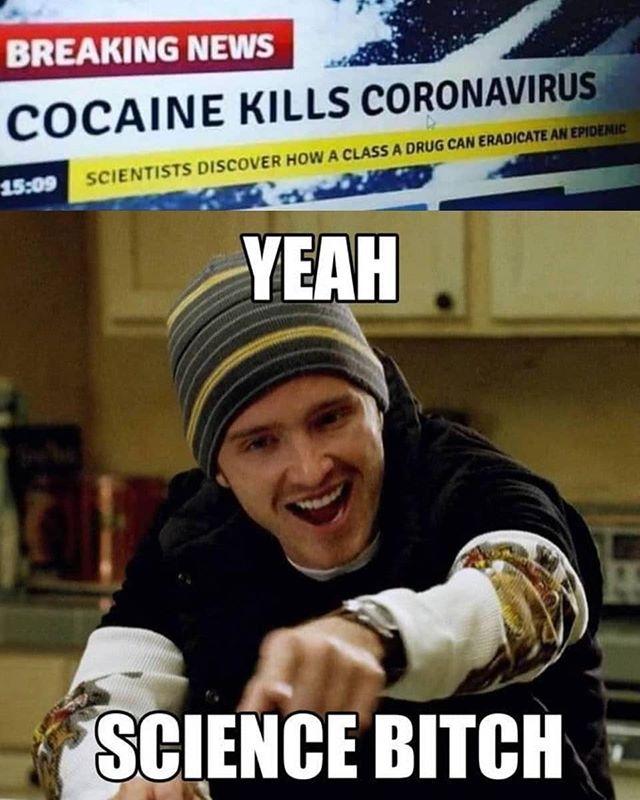 BREAKING NEWS
COCAINE KILLS CORONAVIRUS
15:09
SCIENTISTS DISCOVER HOW A CLASS A DRUG CAN ERADICATE AN EPIDEMIC
YEAH
SCIENCE BITCH